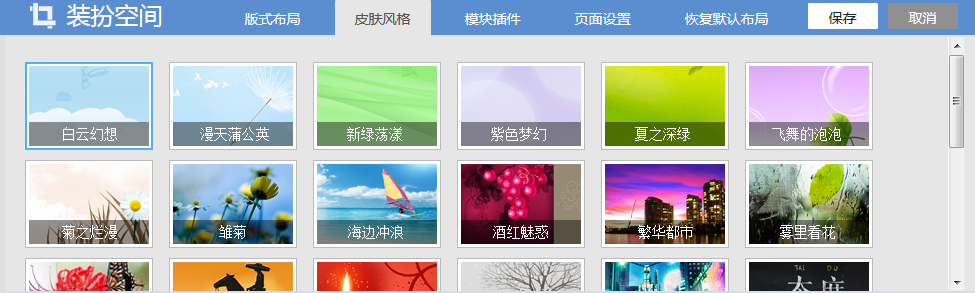 装扮空间
版式布局
皮肤风格
模块插件
页面设置
恢复默认布局
保存
取消
白云幻想
漫天蒲公英
新绿荡漾
紫色梦幻
夏之深绿
飞舞的泡泡
菊之烂漫
雏菊
海边冲浪
酒红魅惑
繁华都市
雾里看花
TAI DU